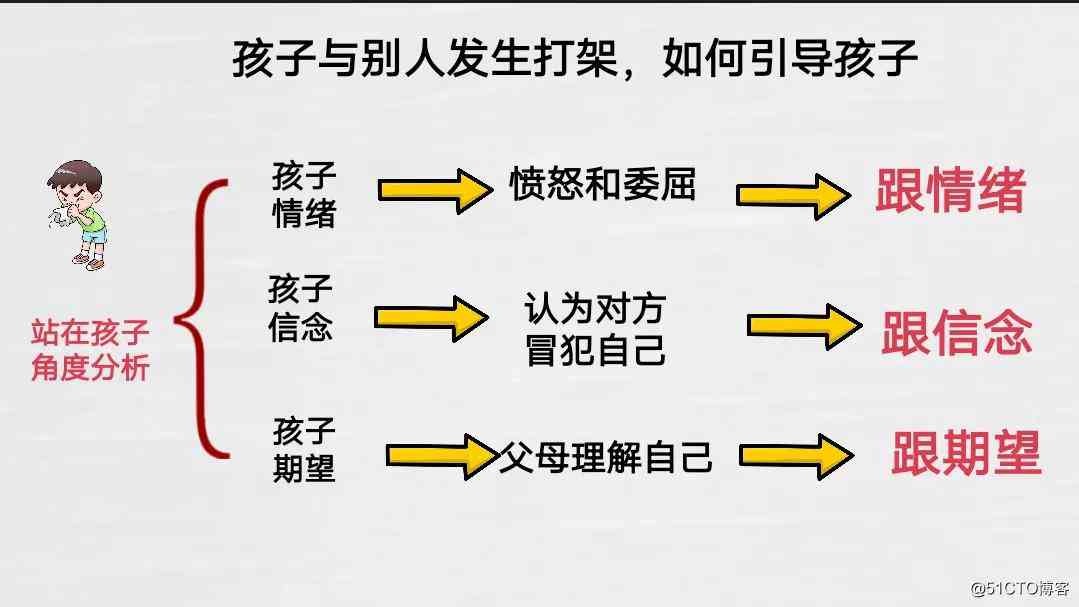 孩子与别人发生打架，如何引导孩子
孩子
情绪
愤怒和委屈
跟情绪
孩子
信念
认为对方
冒犯自己
跟信念
站在孩子
角度分析
孩子
期望
父母理解自己
跟期望
@51CTO博客